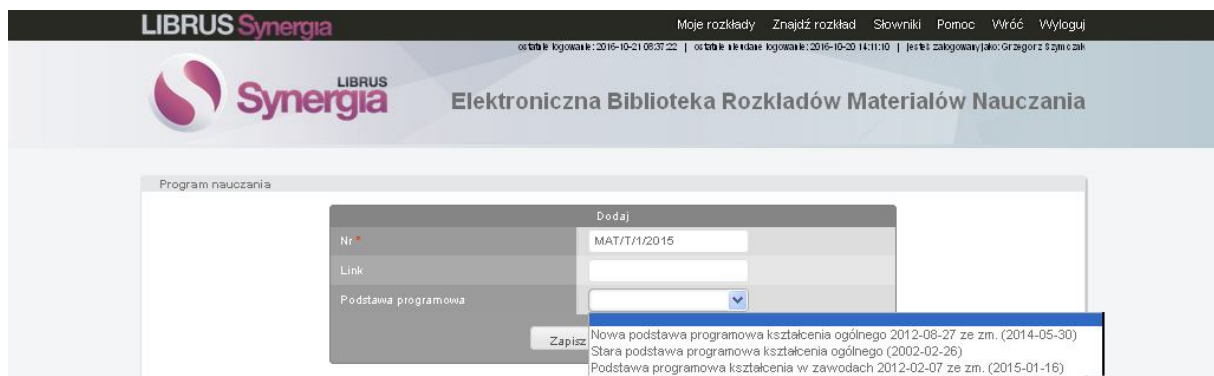 LIBRUS Synergia
Moje rozkłady Znajdź rozkład Słowniki Pomoc Wróć Wyloguj
ostatnie logowanie: 2016-10-21 08:37:22 | ostatnie nieudane logowanie: 2016-10-20 14:11:10 | jesteś zalogowany jako: Grzegorz Szymczak
LIBRUS
Synergia
Elektroniczna Biblioteka Rozkładów Materiałów Nauczania
Program nauczania
Dodaj
Nr * MAT/T/1/2015
Link
Podstawa programowa
Zapisz
Nowa podstawa programowa kształcenia ogólnego 2012-08-27 ze zm. (2014-05-30)
Stara podstawa programowa kształcenia ogólnego (2002-02-26)
Podstawa programowa kształcenia w zawodach 2012-02-07 ze zm. (2015-01-16)